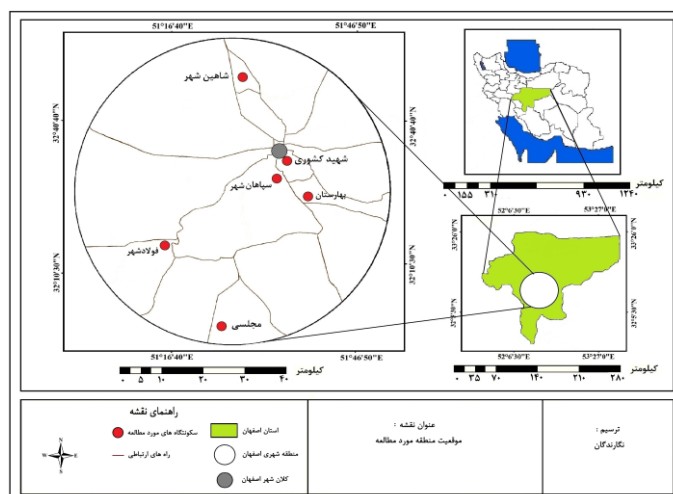 51°16'40"E
51°46'50"E
32°40'40"N
32°40'40"N
شاهین شهر
شهید کشوری
سپاهان شهر
بهارستان
فولادشهر
مجلسی
32°10'30"N
32°10'30"N
51°16'40"E
51°46'50"E
۰ ۵ ۱۰ ۲۰ ۳۰ ۴۰ کیلومتر
۰ ۱۵۵ ۳۱۰ ۹۳۰ ۱۲۴۰ کیلومتر
52°6'30"E
53°27'0"E
33°26'0"N
33°26'0"N
32°5'30"N
32°5'30"N
52°6'30"E
53°27'0"E
۰ ۳۵ ۷۰ ۱۴۰ ۲۱۰ ۲۸۰ کیلومتر
راهنمای نقشه
سکونتگاه های مورد مطالعه
راه های ارتباطی
استان اصفهان
منطقه شهری اصفهان
کلان شهر اصفهان
N
W E
S
عنوان نقشه :
موقعیت منطقه مورد مطالعه
ترسیم :
نگارندگان